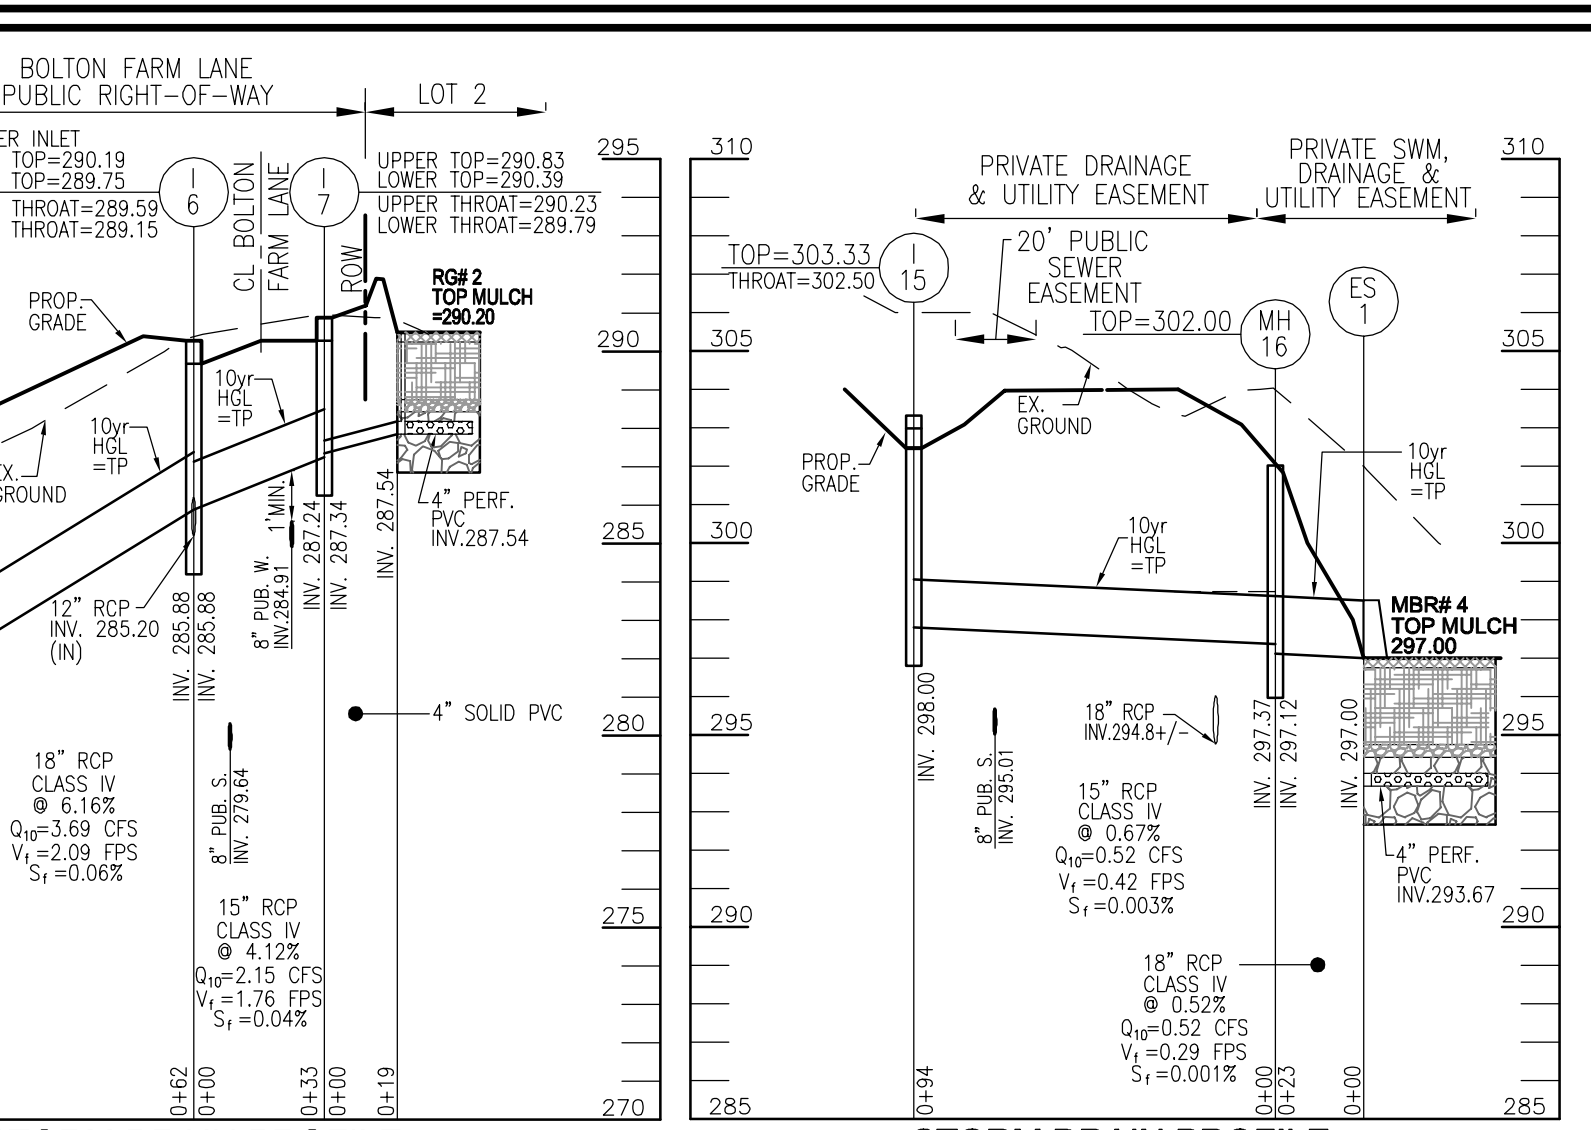 BOLTON FARM LANE
PUBLIC RIGHT-OF-WAY
LOT 2
INLET
TOP=290.19
TOP=289.75
THROAT=289.59
THROAT=289.15
I
6
CL BOLTON
FARM LANE
I
7
ROW
UPPER TOP=290.83
LOWER TOP=290.39
UPPER THROAT=290.23
LOWER THROAT=289.79
RG# 2
TOP MULCH
=290.20
PROP.
GRADE
10yr
HGL
=TP
10yr
HGL
=TP
GROUND
12" RCP
INV. 285.20
(IN)
INV. 285.88
INV. 285.88
8" PUB. W.
INV.284.91
1'MIN.
INV. 287.24
INV. 287.34
INV. 287.54
4" PERF.
PVC
INV.287.54
4" SOLID PVC
8" PUB. S.
INV. 279.64
18" RCP
CLASS IV
@ 6.16%
Q10=3.69 CFS
Vf=2.09 FPS
Sf=0.06%
15" RCP
CLASS IV
@ 4.12%
Q10=2.15 CFS
Vf=1.76 FPS
Sf=0.04%
0+62
0+00
0+33
0+00
0+19
295
290
285
280
275
270
310
305
300
295
290
285
PRIVATE DRAINAGE
& UTILITY EASEMENT
PRIVATE SWM,
DRAINAGE &
UTILITY EASEMENT
TOP=303.33
THROAT=302.50
I
15
20' PUBLIC
SEWER
EASEMENT
TOP=302.00
MH
16
ES
1
PROP.
GRADE
EX.
GROUND
10yr
HGL
=TP
10yr
HGL
=TP
MBR# 4
TOP MULCH
297.00
INV. 298.00
8" PUB. S.
INV. 295.01
18" RCP
INV.294.8+/-
INV. 297.37
INV. 297.12
INV. 297.00
15" RCP
CLASS IV
@ 0.67%
Q10=0.52 CFS
Vf=0.42 FPS
Sf=0.003%
4" PERF.
PVC
INV.293.67
18" RCP
CLASS IV
@ 0.52%
Q10=0.52 CFS
Vf=0.29 FPS
Sf=0.001%
0+94
0+00
0+23
0+00
310
305
300
295
290
285
STORM DRAIN PROFILE